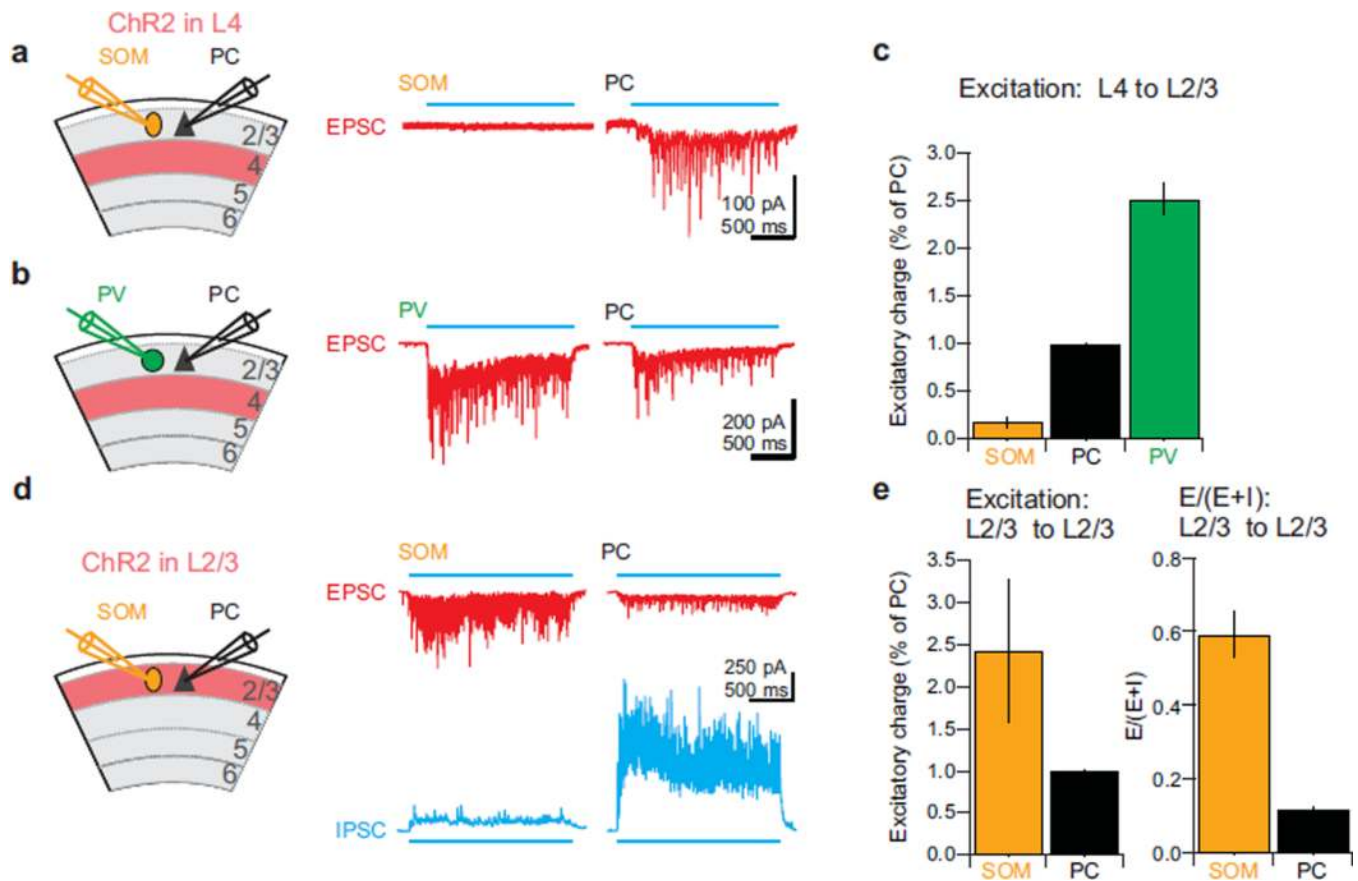 ChR2 in L4
a
SOM
PC
2/3
4
5
6
SOM
PC
EPSC
100 pA
500 ms
b
PV
PC
2/3
4
5
6
PV
PC
EPSC
200 pA
500 ms
c
Excitation: L4 to L2/3
Excitatory charge (% of PC)
3.0
2.5
2.0
1.5
1.0
0.5
0.0
SOM
PC
PV
d
ChR2 in L2/3
SOM
PC
2/3
4
5
6
SOM
PC
EPSC
250 pA
500 ms
IPSC
e
Excitation:
L2/3 to L2/3
Excitatory charge (% of PC)
3.5
3.0
2.5
2.0
1.5
1.0
0.5
0.0
SOM
PC
E/(E+I):
L2/3 to L2/3
E/(E+I)
0.8
0.6
0.4
0.2
0.0
SOM
PC